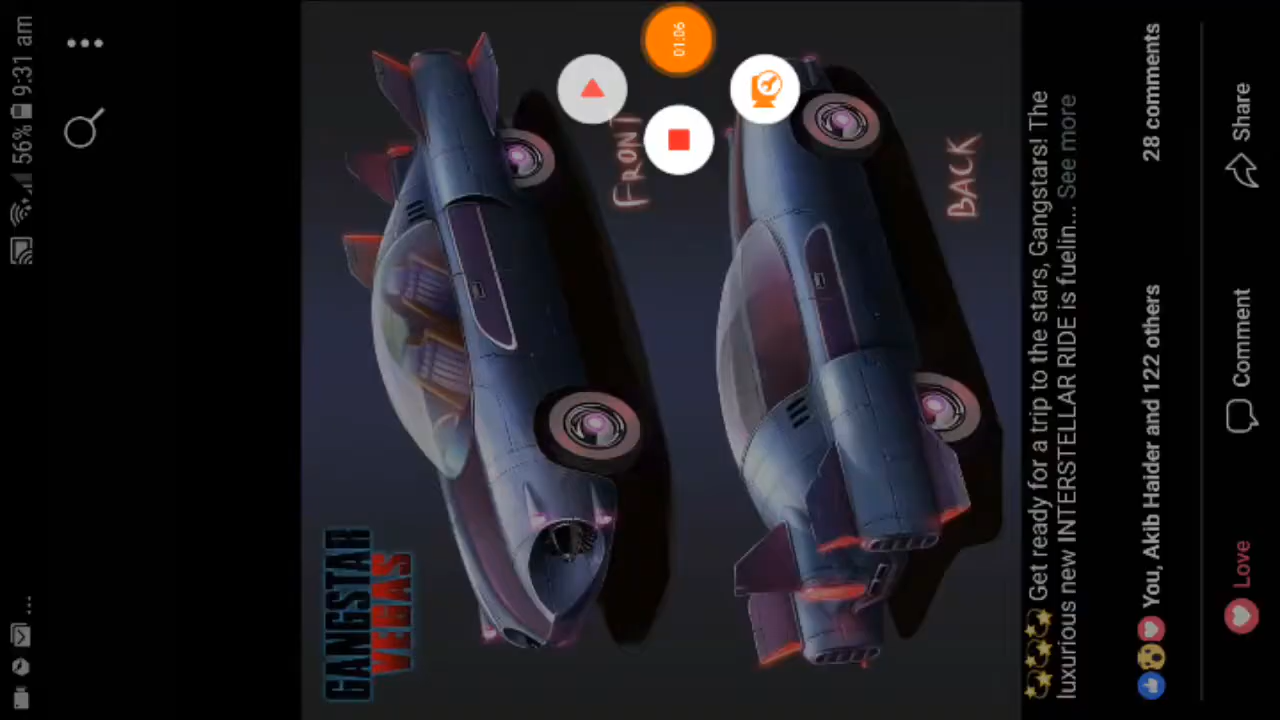 56% 9:31 am
01:06
GANGSTAR
VEGAS
FRONT
BACK
Get ready for a trip to the stars, Gangstars! The
luxurious new INTERSTELLAR RIDE is fuelin... See more
You, Akib Haider and 122 others
28 comments
Love
Comment
Share